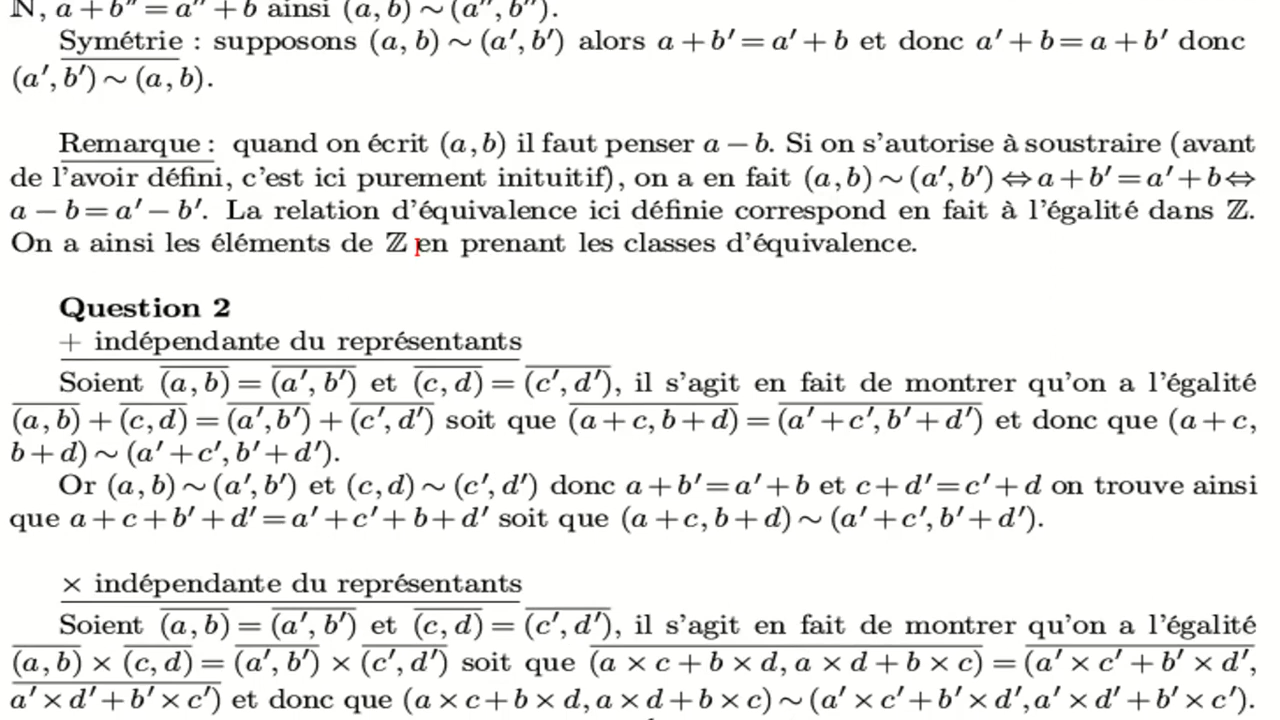 ℕ, a + b″ = a″ + b ainsi (a, b) ∼ (a″, b″).
Symétrie : supposons (a, b) ∼ (a′, b′) alors a + b′ = a′ + b et donc a′ + b = a + b′ donc
(a′, b′) ∼ (a, b).
Remarque : quand on écrit (a, b) il faut penser a − b. Si on s'autorise à soustraire (avant
de l'avoir défini, c'est ici purement inituitif), on a en fait (a, b) ∼ (a′, b′) ⇔ a + b′ = a′ + b ⇔
a − b = a′ − b′. La relation d'équivalence ici définie correspond en fait à l'égalité dans ℤ.
On a ainsi les éléments de ℤ en prenant les classes d'équivalence.
Question 2
+ indépendante du représentants
Soient (a, b)̅ = (a′, b′)̅ et (c, d)̅ = (c′, d′)̅, il s'agit en fait de montrer qu'on a l'égalité
(a, b)̅ + (c, d)̅ = (a′, b′)̅ + (c′, d′)̅ soit que (a + c, b + d)̅ = (a′ + c′, b′ + d′)̅ et donc que (a + c,
b + d) ∼ (a′ + c′, b′ + d′).
Or (a, b) ∼ (a′, b′) et (c, d) ∼ (c′, d′) donc a + b′ = a′ + b et c + d′ = c′ + d on trouve ainsi
que a + c + b′ + d′ = a′ + c′ + b + d′ soit que (a + c, b + d) ∼ (a′ + c′, b′ + d′).
× indépendante du représentants
Soient (a, b)̅ = (a′, b′)̅ et (c, d)̅ = (c′, d′)̅, il s'agit en fait de montrer qu'on a l'égalité
(a, b)̅ × (c, d)̅ = (a′, b′)̅ × (c′, d′)̅ soit que (a × c + b × d, a × d + b × c)̅ = (a′ × c′ + b′ × d′,
a′ × d′ + b′ × c′)̅ et donc que (a × c + b × d, a × d + b × c) ∼ (a′ × c′ + b′ × d′, a′ × d′ + b′ × c′).